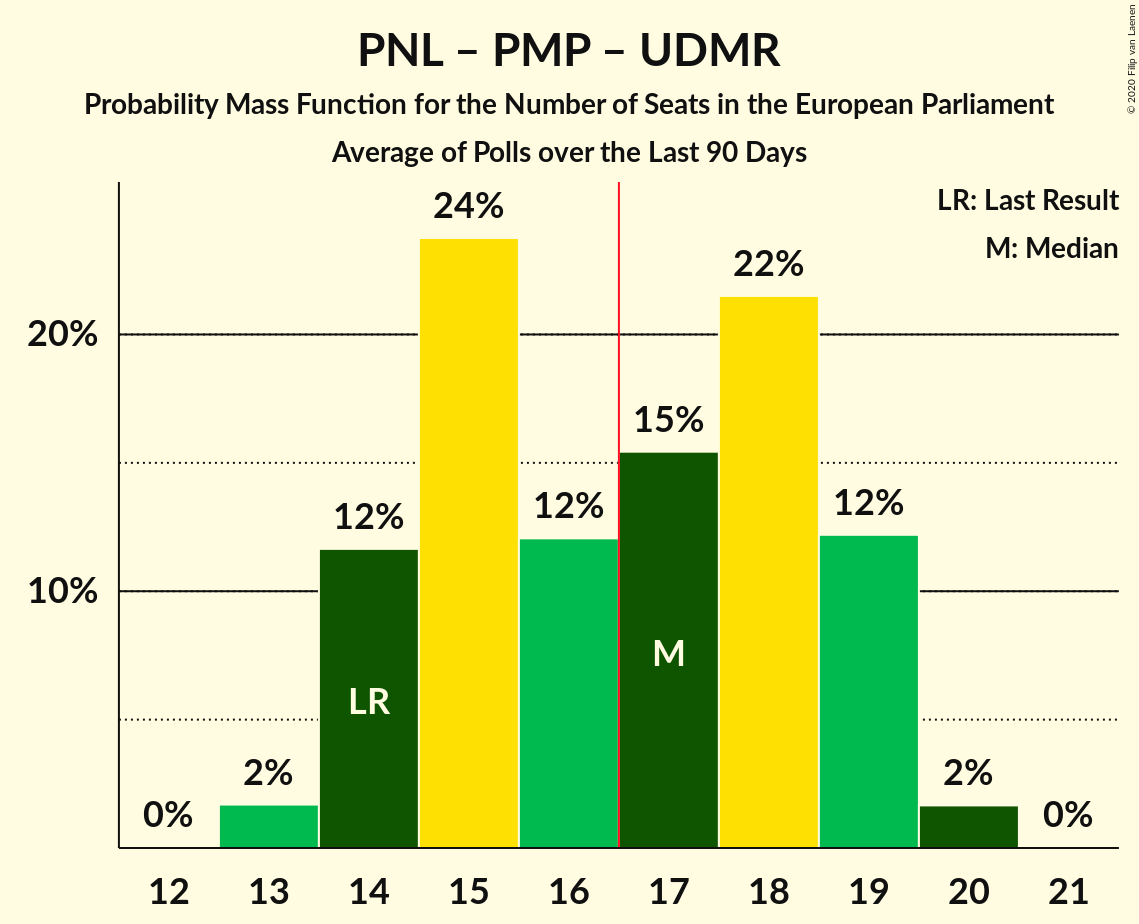 PNL – PMP – UDMR
Probability Mass Function for the Number of Seats in the European Parliament
Average of Polls over the Last 90 Days
© 2020 Filip van Laenen
LR: Last Result
M: Median
24%
22%
20%
15%
12%
12%
12%
10%
M
LR
2%
2%
0%
0%
12 13 14 15 16 17 18 19 20 21